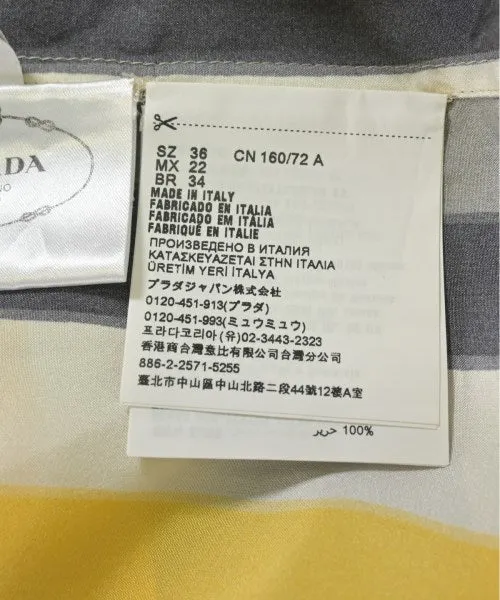 ADA
NO
SZ 36 CN 160/72 A
MX 22
BR 34
MADE IN ITALY
FABRICADO EN ITALIA
FABRICADO EM ITÁLIA
FABRIQUÉ EN ITALIE
ПРОИЗВЕДЕНО В ИТАЛИЯ
ΚΑΤΑΣΚΕΥΑΖΕΤΑΙ ΣΤΗΝ ΙΤΑΛΙΑ
ÜRETİM YERİ İTALYA
プラダジャパン株式会社
0120-451-913(プラダ)
0120-451-993(ミュウミュウ)
프라다코리아 (유)02-3443-2323
香港商台灣壹比有限公司台灣分公司
886-2-2571-5255
臺北市中山區中山北路二段44號12樓A室
100% حرير